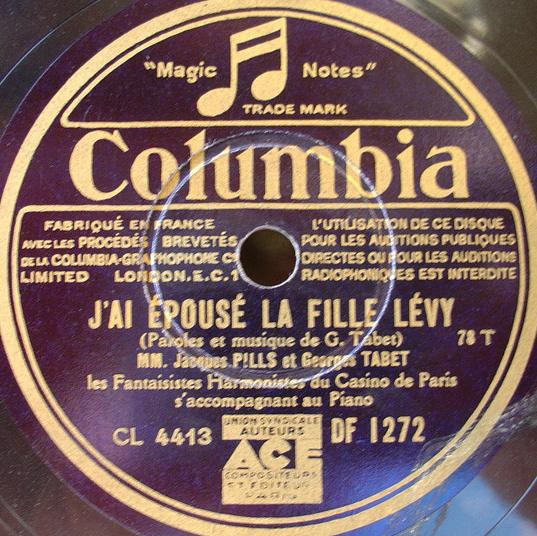 "Magic Notes"
TRADE MARK
Columbia
FABRIQUÉ EN FRANCE
AVEC LES PROCÉDÉS BREVETÉS
DE LA COLUMBIA-GRAPHOPHONE Cº
LIMITED LONDON.E.C.1
L'UTILISATION DE CE DISQUE
POUR LES AUDITIONS PUBLIQUES
DIRECTES OU POUR LES AUDITIONS
RADIOPHONIQUES EST INTERDITE
J'AI ÉPOUSÉ LA FILLE LÉVY
(Paroles et musique de G. Tabet) 78 T
MM. Jacques PILLS et Georges TABET
les Fantaisistes Harmonistes du Casino de Paris
s'accompagnant au Piano
CL 4413
UNION SYNDICALE
AUTEURS
ACE
COMPOSITEURS
ET EDITEURS
PARIS
DF 1272